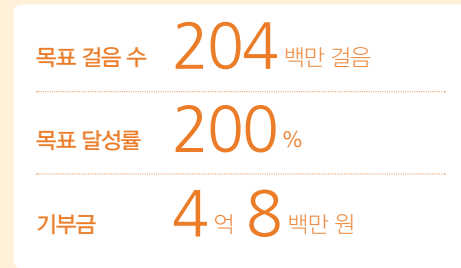 목표 걸음 수 204 백만 걸음
목표 달성률 200 %
기부금 4 억 8 백만 원